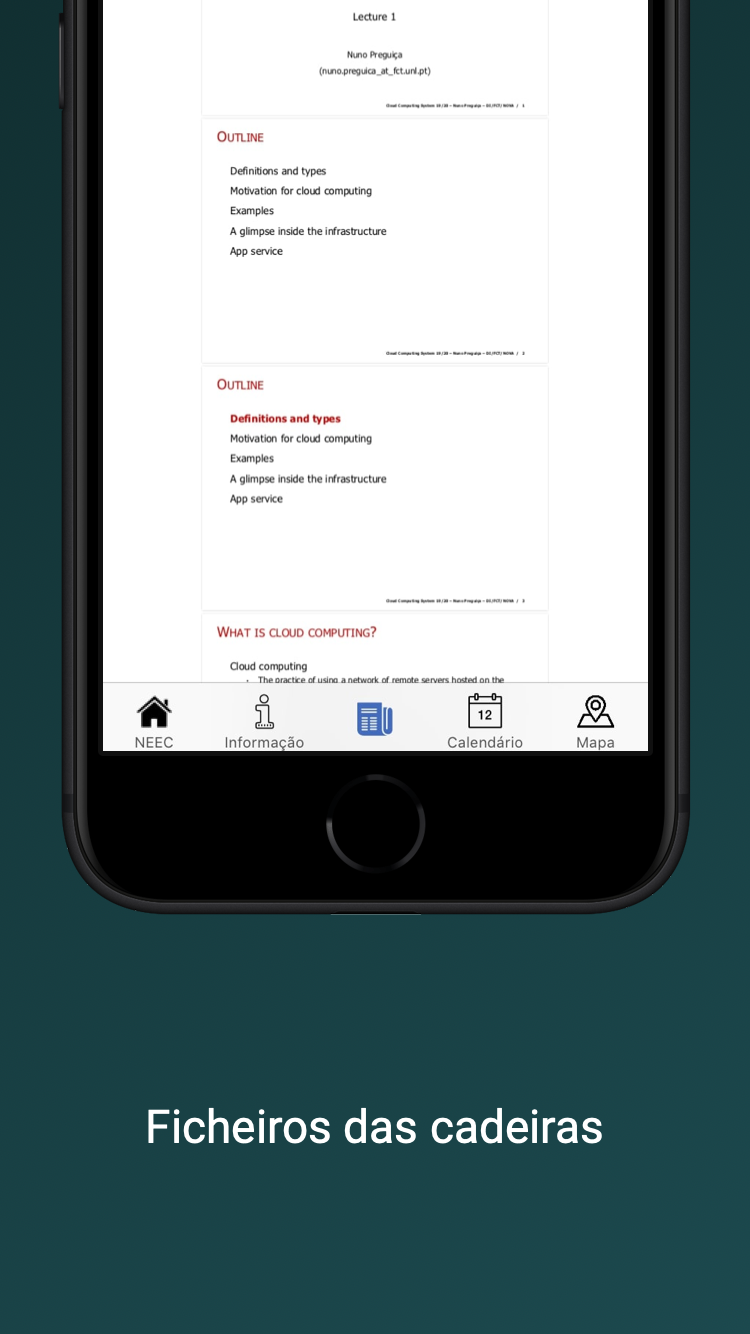 Lecture 1
Nuno Preguiça
(nuno.preguica_at_fct.unl.pt)
Cloud Computing System 19/20 – Nuno Preguiça – DI/FCT/NOVA / 1
OUTLINE
Definitions and types
Motivation for cloud computing
Examples
A glimpse inside the infrastructure
App service
Cloud Computing System 19/20 – Nuno Preguiça – DI/FCT/NOVA / 2
OUTLINE
Definitions and types
Motivation for cloud computing
Examples
A glimpse inside the infrastructure
App service
Cloud Computing System 19/20 – Nuno Preguiça – DI/FCT/NOVA / 3
WHAT IS CLOUD COMPUTING?
Cloud computing
• The practice of using a network of remote servers hosted on the
12
NEEC Informação Calendário Mapa
Ficheiros das cadeiras